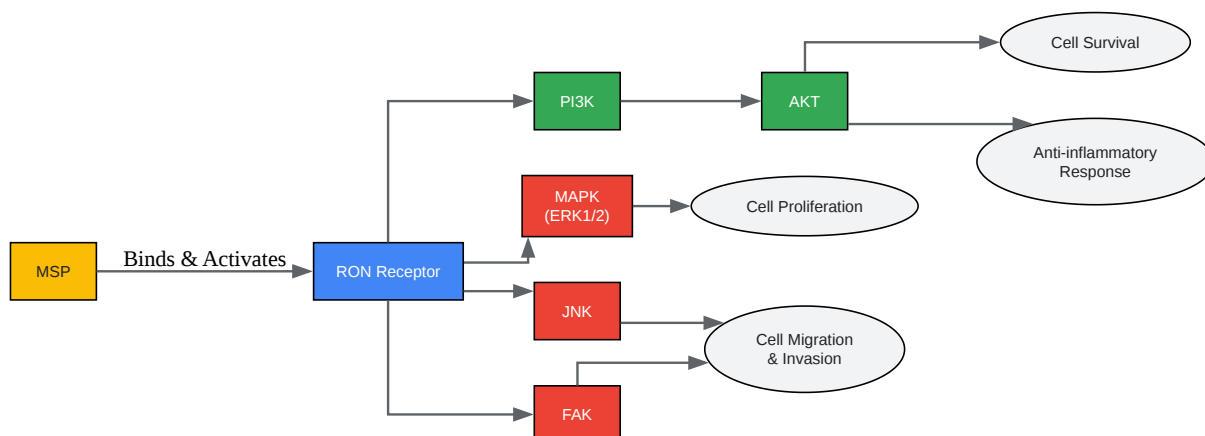 Cell Survival
PI3K
AKT
Anti-inflammatory
Response
MAPK
(ERK1/2)
Cell Proliferation
MSP
Binds & Activates
RON Receptor
JNK
Cell Migration
& Invasion
FAK